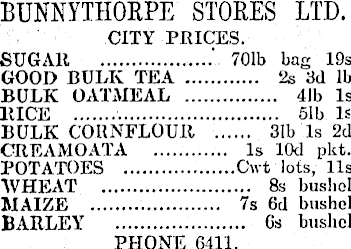 BUNNYTHORPE STORES LTD.
CITY PRICES.
SUGAR ................. 70lb bag 19s
GOOD BULK TEA ............ 2s 3d lb
BULK OATMEAL ............... 4lb 1s
RICE ........................ 5lb 1s
BULK CORNFLOUR ...... 3lb 1s 2d
CREAMOATA ............ 1s 10d pkt.
POTATOES ................Cwt lots, 11s
WHEAT ..................... 8s bushel
MAIZE .................. 7s 6d bushel
BARLEY .................... 6s bushel
PHONE 6411.